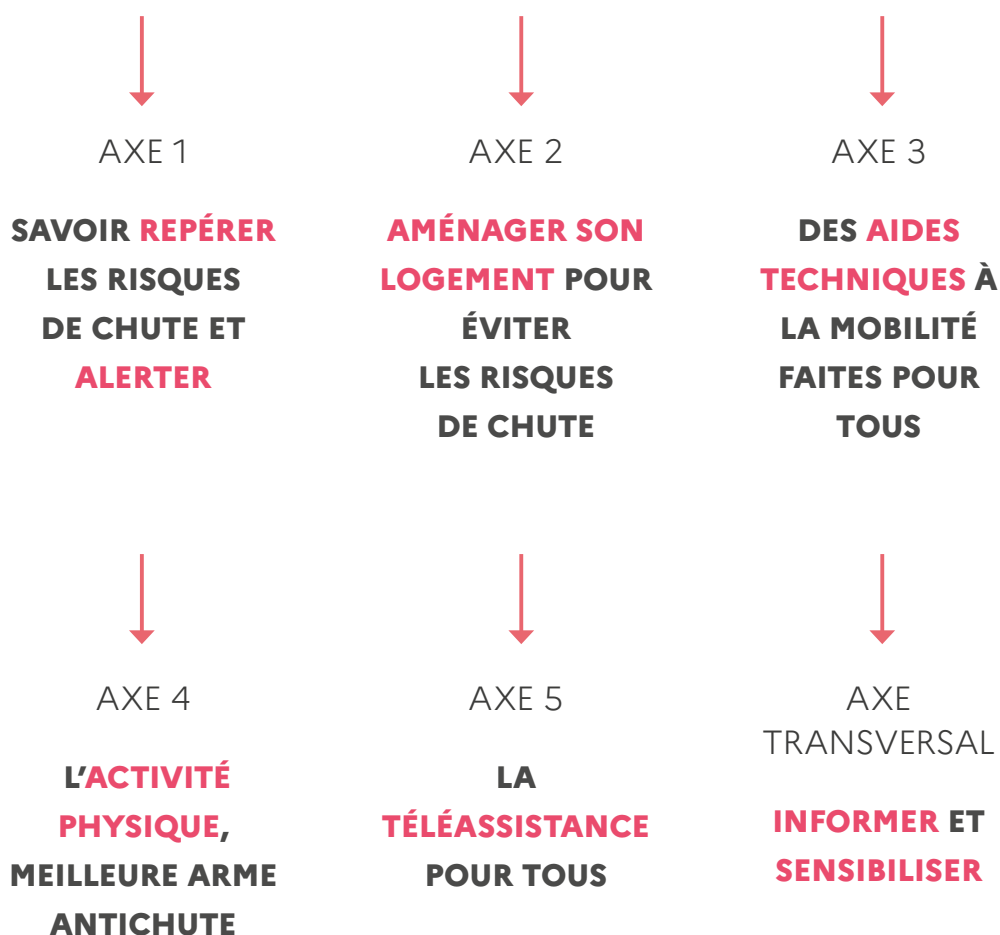 AXE 1
SAVOIR REPÉRER
LES RISQUES
DE CHUTE ET
ALERTER
AXE 2
AMÉNAGER SON
LOGEMENT POUR
ÉVITER
LES RISQUES
DE CHUTE
AXE 3
DES AIDES
TECHNIQUES À
LA MOBILITÉ
FAITES POUR
TOUS
AXE 4
L’ACTIVITÉ
PHYSIQUE,
MEILLEURE ARME
ANTICHUTE
AXE 5
LA
TÉLÉASSISTANCE
POUR TOUS
AXE
TRANSVERSAL
INFORMER ET
SENSIBILISER